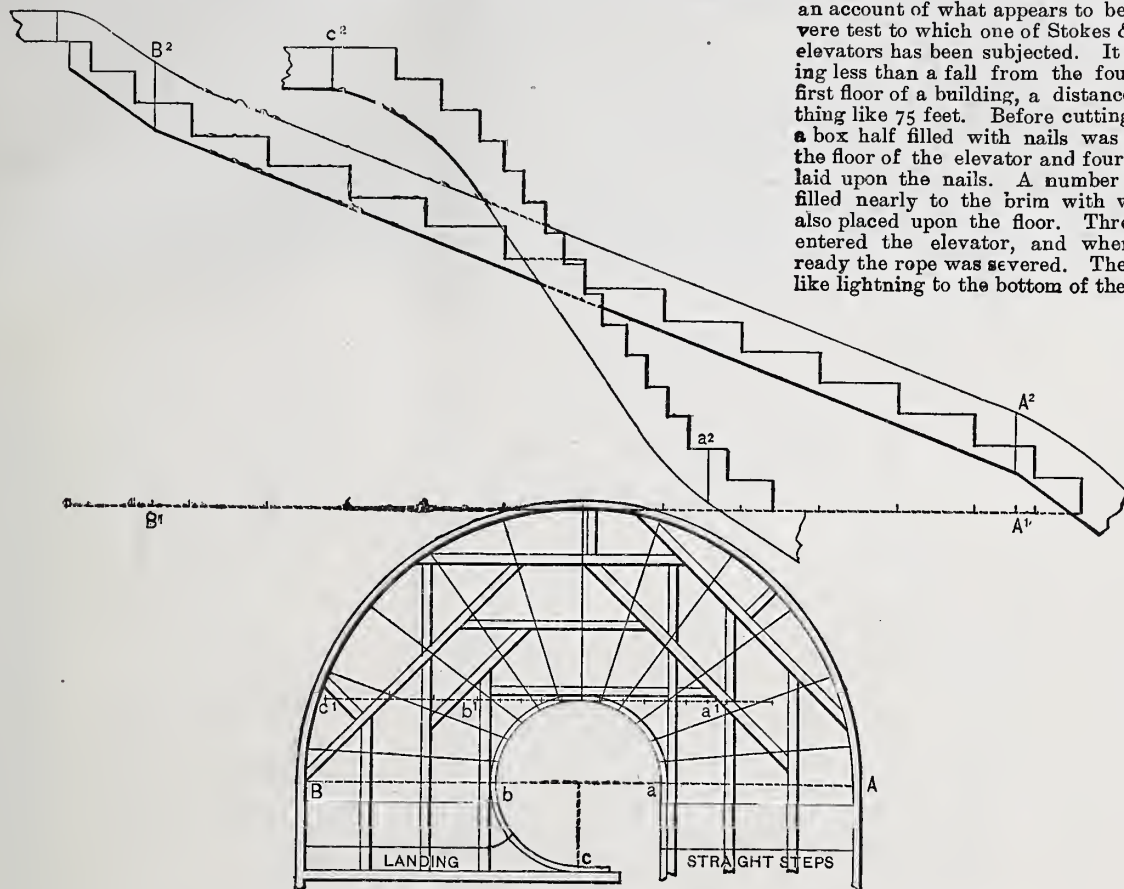 an account of what appears to be
vere test to which one of Stokes &
elevators has been subjected. It
ing less than a fall from the fou
first floor of a building, a distance
thing like 75 feet. Before cutting
a box half filled with nails was
the floor of the elevator and four
laid upon the nails. A number
filled nearly to the brim with v
also placed upon the floor. Thre
entered the elevator, and when
ready the rope was severed. The
like lightning to the bottom of the
B²
c²
A²
a²
B¹
A¹
c¹
b¹
a¹
B
b
a
A
LANDING
c
STRAIGHT STEPS